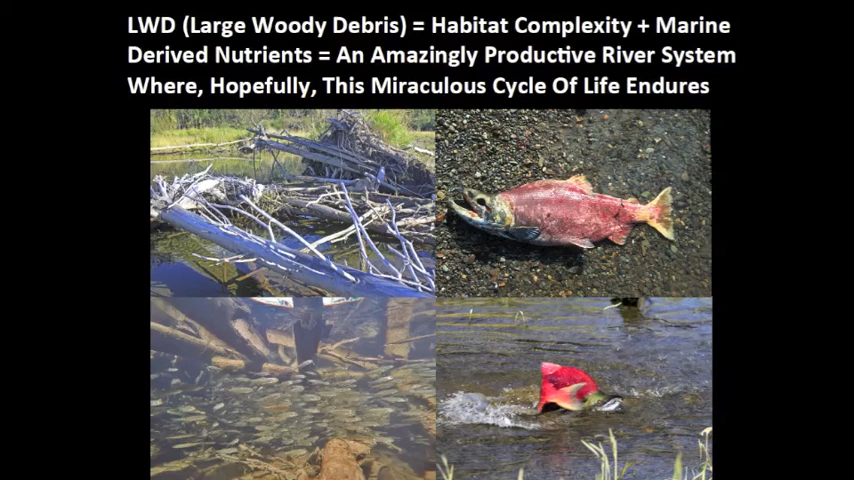 LWD (Large Woody Debris) = Habitat Complexity + Marine
Derived Nutrients = An Amazingly Productive River System
Where, Hopefully, This Miraculous Cycle Of Life Endures